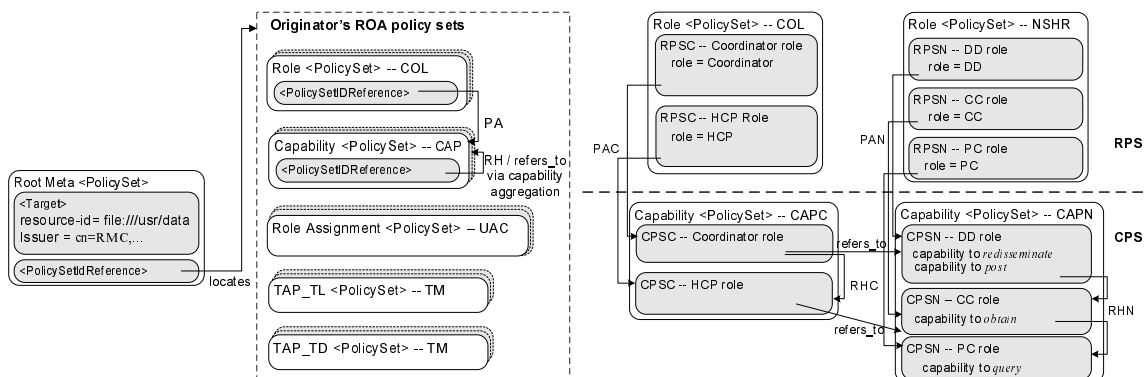 Root Meta <PolicySet>
<Target>
resource-id= file:///usr/data
Issuer = cn=RMC,...
<PolicySetIdReference>
locates
Originator's ROA policy sets
Role <PolicySet> -- COL
<PolicySetIDReference>
PA
Capability <PolicySet> -- CAP
<PolicySetIDReference>
RH / refers_to
via capability
aggregation
Role Assignment <PolicySet> – UAC
TAP_TL <PolicySet> -- TM
TAP_TD <PolicySet> -- TM
Role <PolicySet> -- COL
RPSC -- Coordinator role
role = Coordinator
RPSC -- HCP Role
role = HCP
PAC
Role <PolicySet> -- NSHR
RPSN -- DD role
role = DD
RPSN -- CC role
role = CC
RPSN -- PC role
role = PC
PAN
RPS
CPS
Capability <PolicySet> -- CAPC
CPSC -- Coordinator role
CPSC -- HCP role
RHC
refers_to
refers_to
Capability <PolicySet> -- CAPN
CPSN -- DD role
capability to redisseminate
capability to post
CPSN – CC role
capability to obtain
CPSN -- PC role
capability to query
RHN